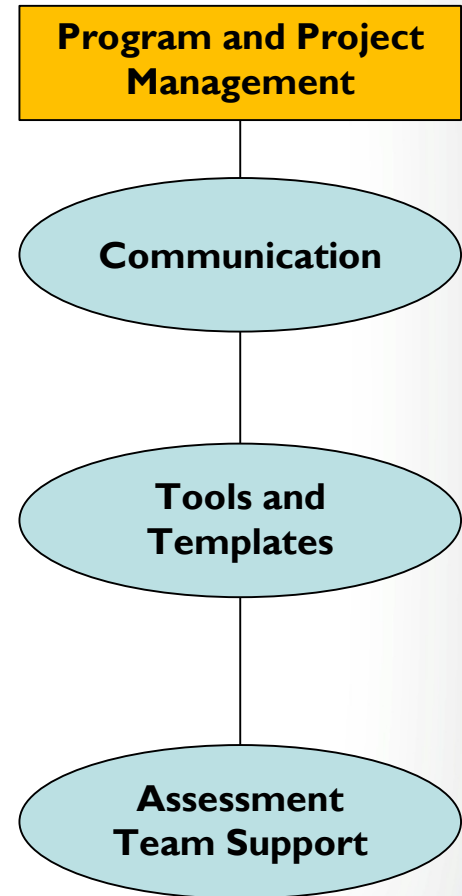 Program and Project
Management
Communication
Tools and
Templates
Assessment
Team Support